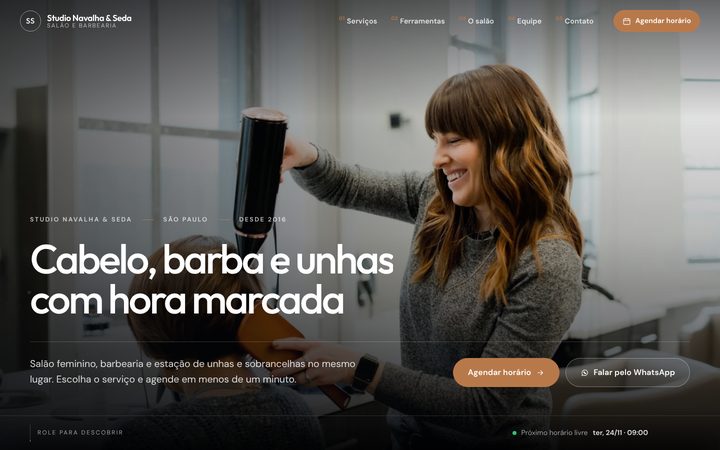 SS
Studio Navalha & Seda
SALÃO E BARBEARIA
01 Serviços
02 Ferramentas
O salão
Equipe
Contato
Agendar horário
STUDIO NAVALHA & SEDA — SÃO PAULO — DESDE 2016
Cabelo, barba e unhas
com hora marcada
Salão feminino, barbearia e estação de unhas e sobrancelhas no mesmo
lugar. Escolha o serviço e agende em menos de um minuto.
Agendar horário →
Falar pelo WhatsApp
ROLE PARA DESCOBRIR
Próximo horário livre ter, 24/11 · 09:00